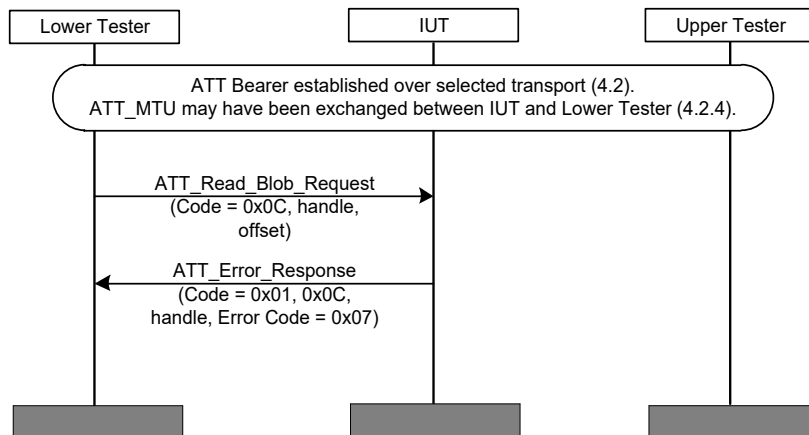 Lower Tester
IUT
Upper Tester
ATT Bearer established over selected transport (4.2).
ATT_MTU may have been exchanged between IUT and Lower Tester (4.2.4).
ATT_Read_Blob_Request
(Code = 0x0C, handle,
offset)
ATT_Error_Response
(Code = 0x01, 0x0C,
handle, Error Code = 0x07)